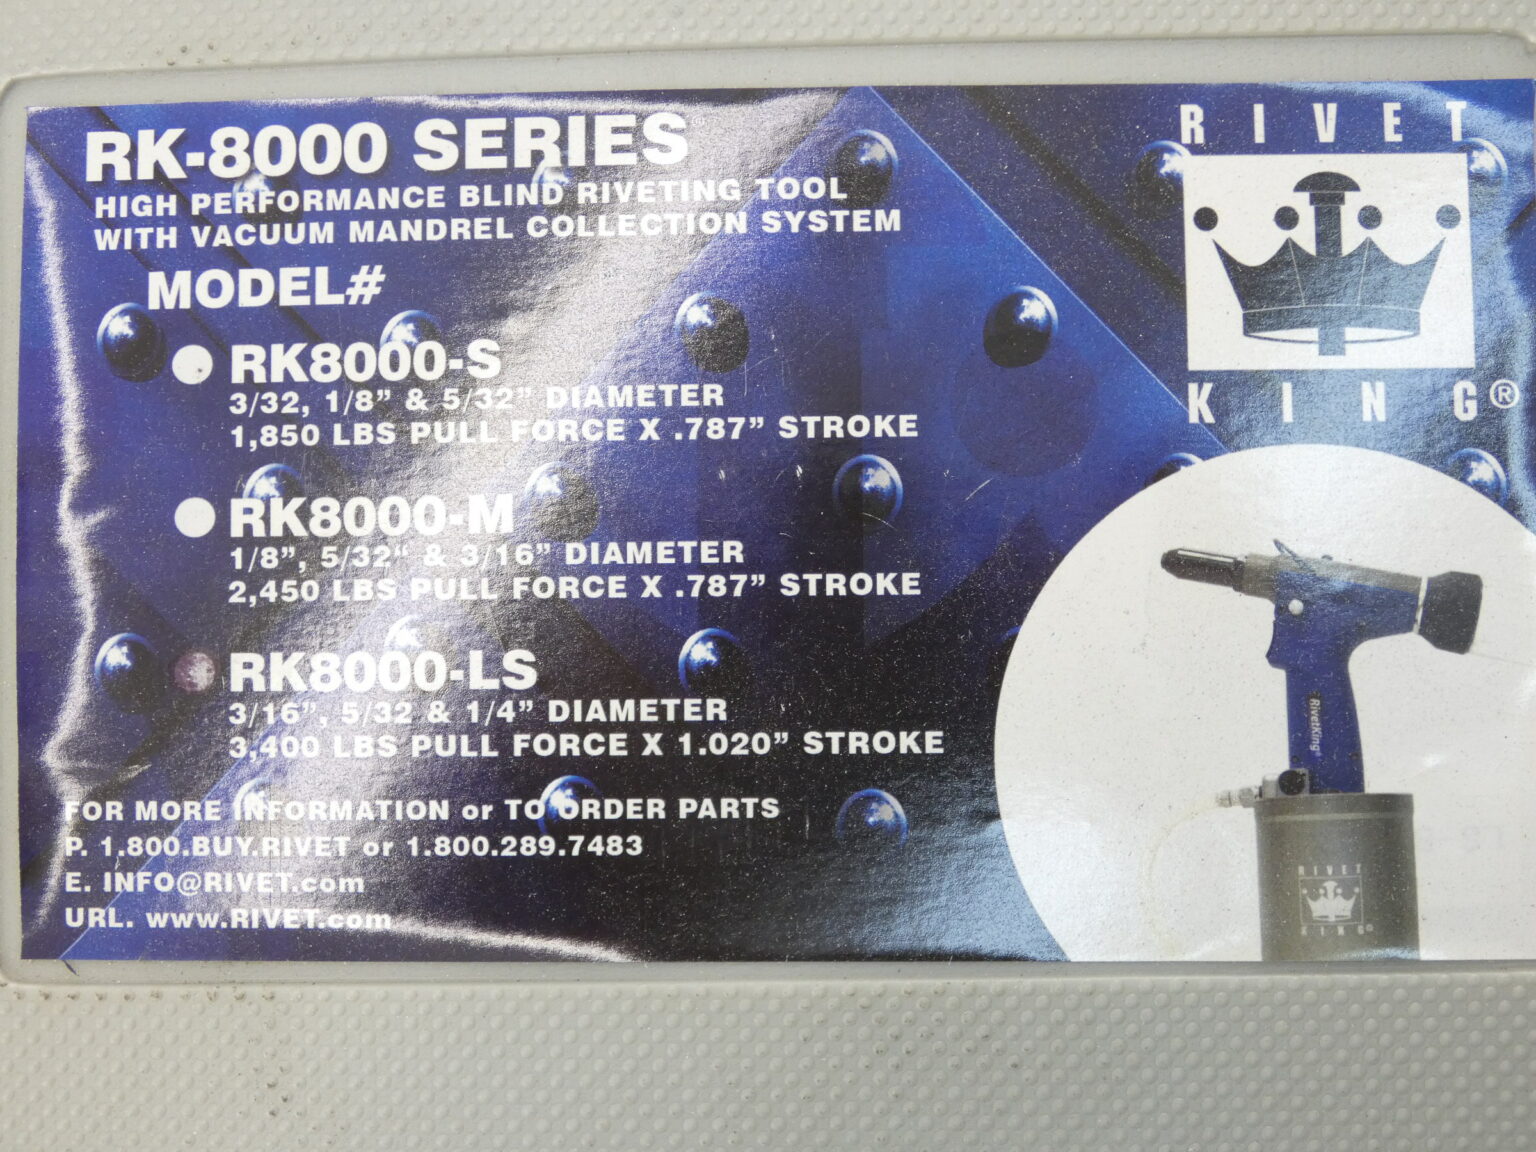 RK-8000 SERIES
HIGH PERFORMANCE BLIND RIVETING TOOL
WITH VACUUM MANDREL COLLECTION SYSTEM
MODEL#
RK8000-S
3/32, 1/8” & 5/32” DIAMETER
1,850 LBS PULL FORCE X .787” STROKE
RK8000-M
1/8”, 5/32“ & 3/16” DIAMETER
2,450 LBS PULL FORCE X .787” STROKE
RK8000-LS
3/16”, 5/32 & 1/4” DIAMETER
3,400 LBS PULL FORCE X 1.020” STROKE
FOR MORE INFORMATION or TO ORDER PARTS
P. 1.800.BUY.RIVET or 1.800.289.7483
E. INFO@RIVET.com
URL. www.RIVET.com
RIVET
KING®
RivetKing®
RIVET
KING®